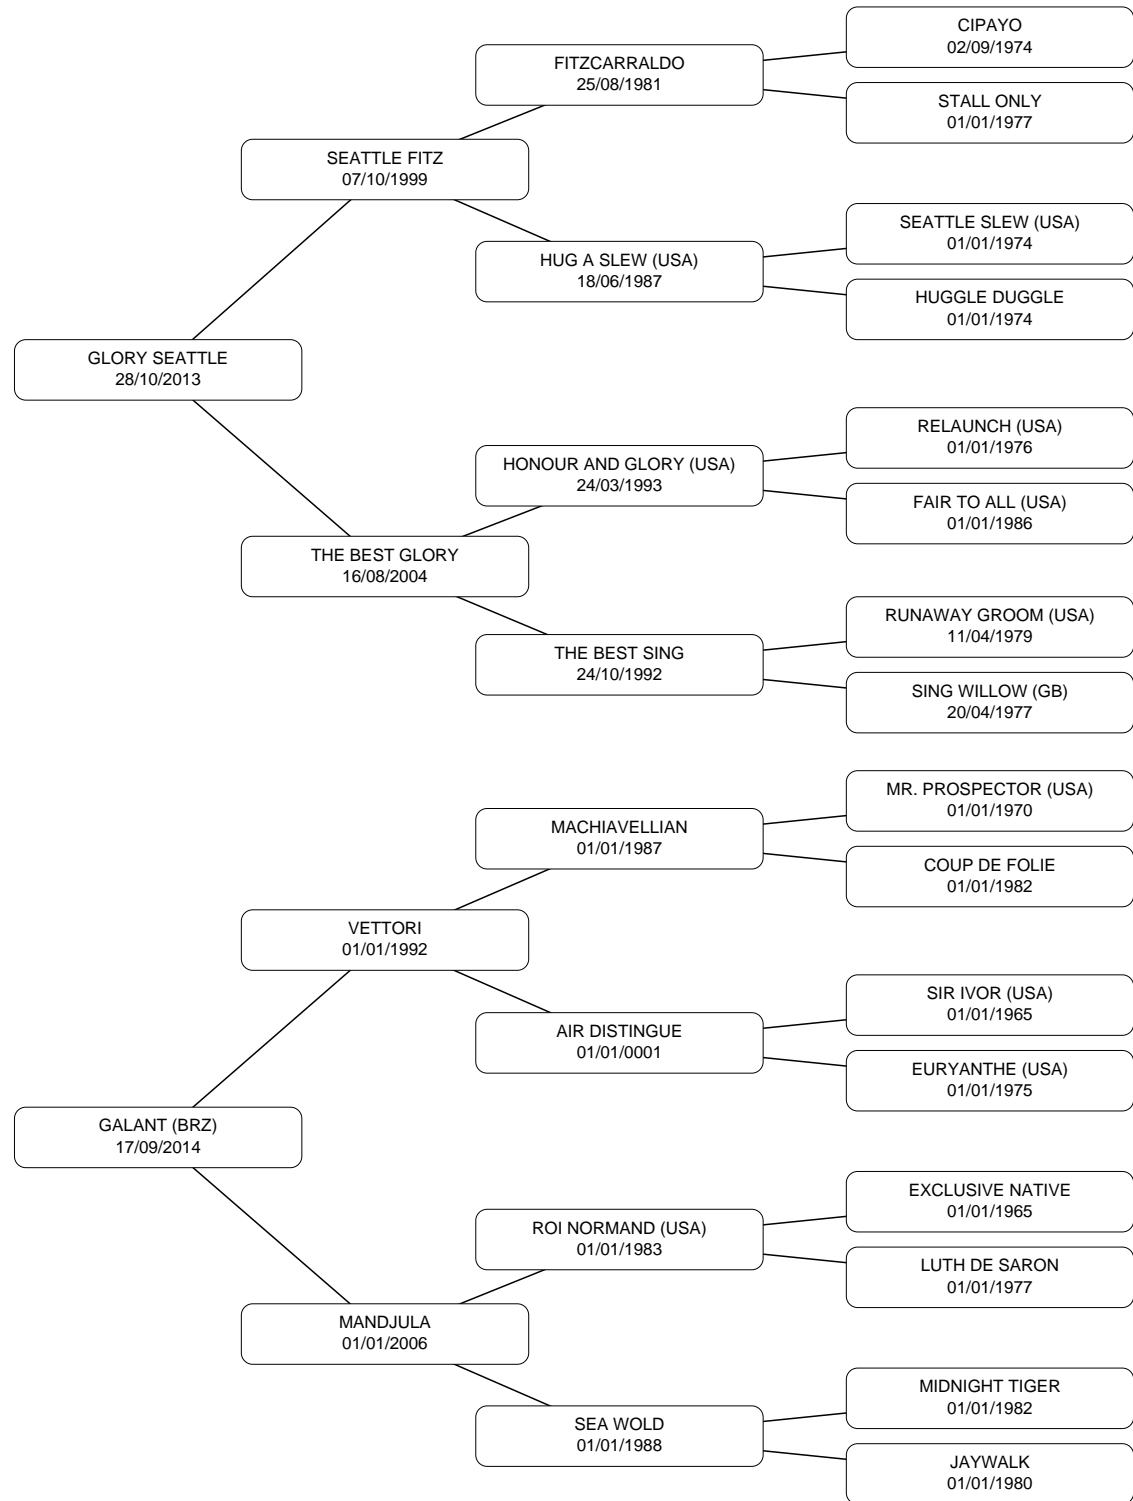 CIPAYO
02/09/1974
FITZCARRALDO
25/08/1981
STALL ONLY
01/01/1977
SEATTLE FITZ
07/10/1999
SEATTLE SLEW (USA)
01/01/1974
HUG A SLEW (USA)
18/06/1987
HUGGLE DUGGLE
01/01/1974
GLORY SEATTLE
28/10/2013
RELAUNCH (USA)
01/01/1976
HONOUR AND GLORY (USA)
24/03/1993
FAIR TO ALL (USA)
01/01/1986
THE BEST GLORY
16/08/2004
RUNAWAY GROOM (USA)
11/04/1979
THE BEST SING
24/10/1992
SING WILLOW (GB)
20/04/1977
MR. PROSPECTOR (USA)
01/01/1970
MACHIAVELLIAN
01/01/1987
COUP DE FOLIE
01/01/1982
VETTORI
01/01/1992
SIR IVOR (USA)
01/01/1965
AIR DISTINGUE
01/01/0001
EURYANTHE (USA)
01/01/1975
GALANT (BRZ)
17/09/2014
EXCLUSIVE NATIVE
01/01/1965
ROI NORMAND (USA)
01/01/1983
LUTH DE SARON
01/01/1977
MANDJULA
01/01/2006
MIDNIGHT TIGER
01/01/1982
SEA WOLD
01/01/1988
JAYWALK
01/01/1980